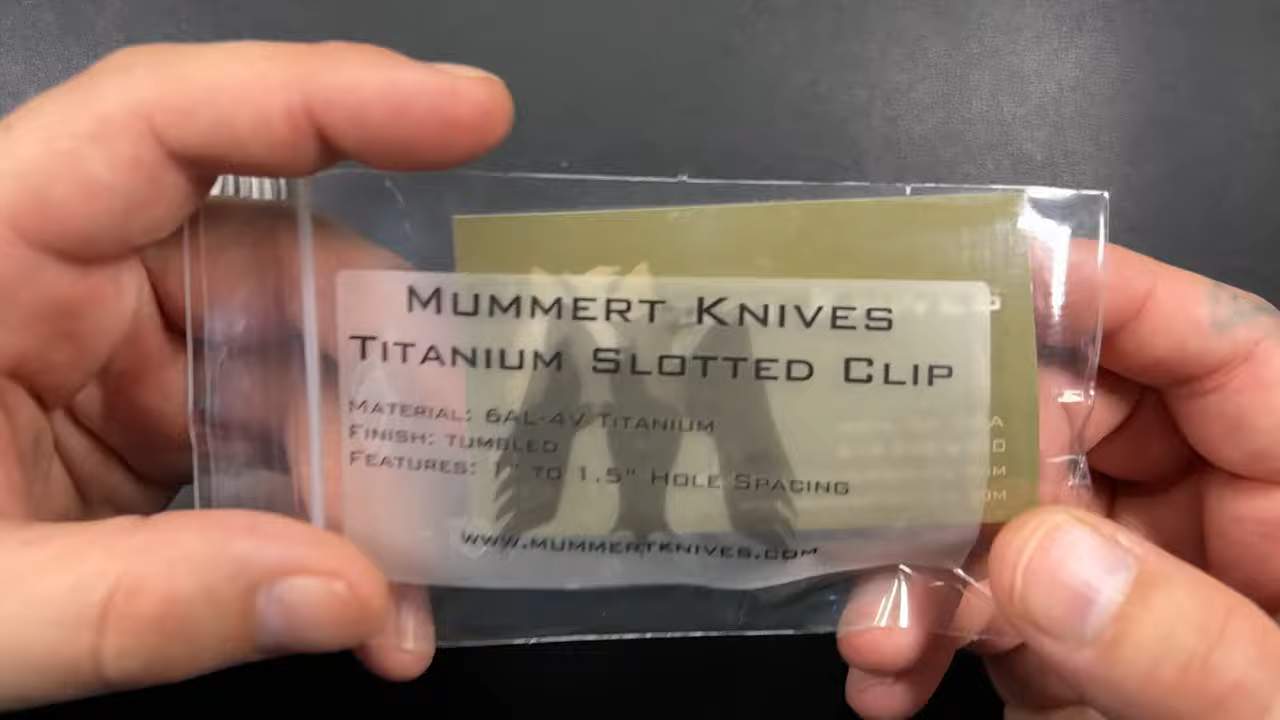 MUMMERT KNIVES
TITANIUM SLOTTED CLIP
MATERIAL: 6AL-4V TITANIUM
FINISH: TUMBLED
FEATURES: 1" TO 1.5" HOLE SPACING
WWW.MUMMERTKNIVES.COM